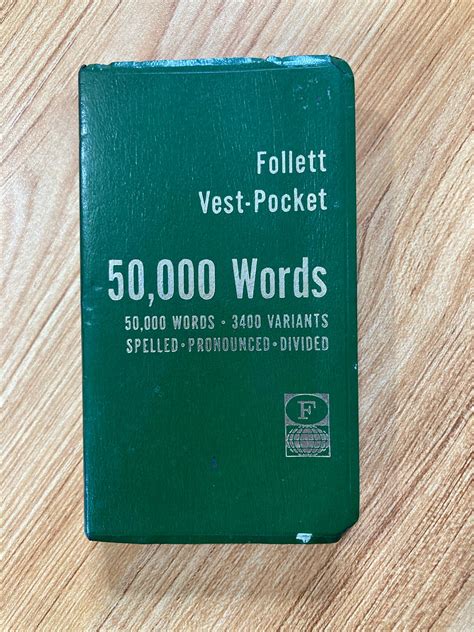 Follett
Vest-Pocket
50,000 Words
50,000 WORDS • 3400 VARIANTS
SPELLED • PRONOUNCED • DIVIDED
F